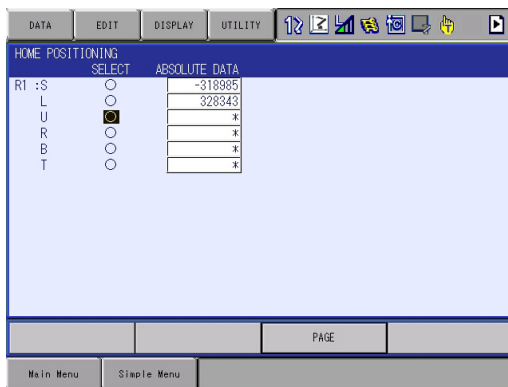 DATA EDIT DISPLAY UTILITY
HOME POSITIONING
SELECT ABSOLUTE DATA
R1 :S -318985
L 328343
U *
R *
B *
T *
PAGE
Main Menu Simple Menu